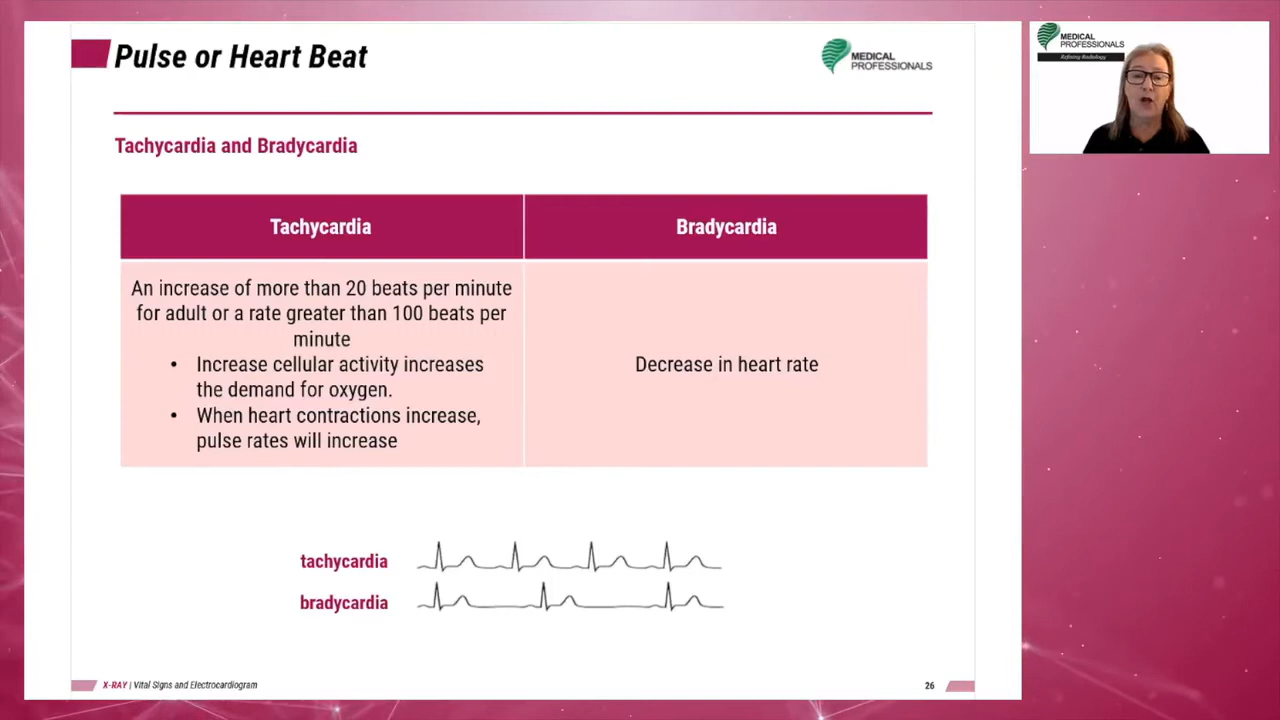 Pulse or Heart Beat
MEDICAL
PROFESSIONALS
MEDICAL
PROFESSIONALS
Refining Radiology
Tachycardia and Bradycardia
Tachycardia
Bradycardia
An increase of more than 20 beats per minute
for adult or a rate greater than 100 beats per
minute
• Increase cellular activity increases
the demand for oxygen.
• When heart contractions increase,
pulse rates will increase
Decrease in heart rate
tachycardia
bradycardia
X-RAY | Vital Signs and Electrocardiogram
26